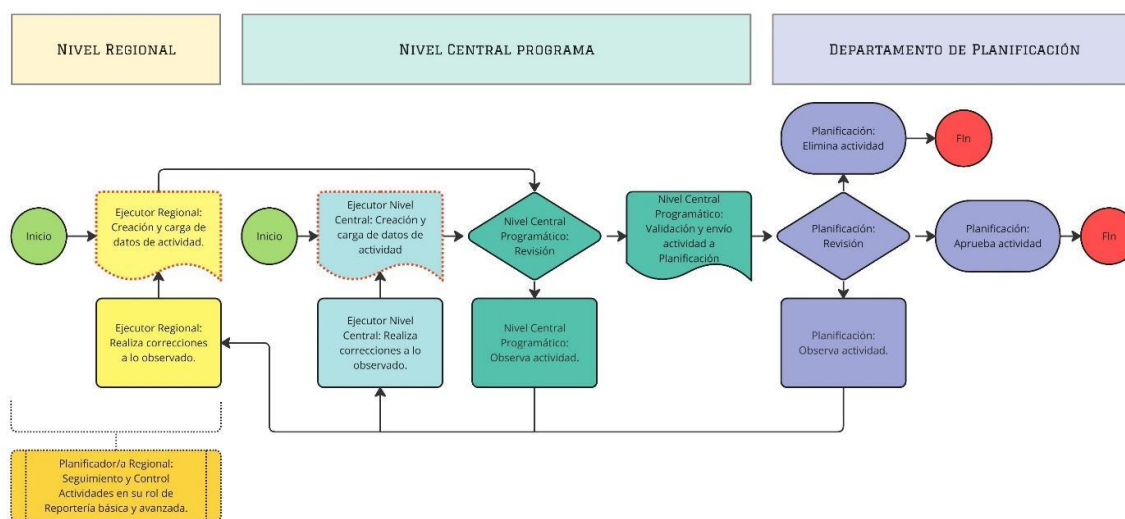 NIVEL REGIONAL
NIVEL CENTRAL PROGRAMA
DEPARTAMENTO DE PLANIFICACIÓN
Planificación:
Elimina actividad
FIn
Inicio
Ejecutor Regional:
Creación y carga de
datos de actividad.
Inicio
Ejecutor Nivel
Central: Creación y
carga de datos de
actividad
Nivel Central
Programático:
Revisión
Nivel Central
Programático:
Validación y envío
actividad a
Planificación
Planificación:
Revisión
Planificación:
Aprueba actividad
FIn
Ejecutor Regional:
Realiza correcciones
a lo observado.
Ejecutor Nivel
Central: Realiza
correcciones a lo
observado.
Nivel Central
Programático:
Observa actividad.
Planificación:
Observa actividad.
Planificador/a Regional:
Seguimiento y Control
Actividades en su rol de
Reportería básica y avanzada.